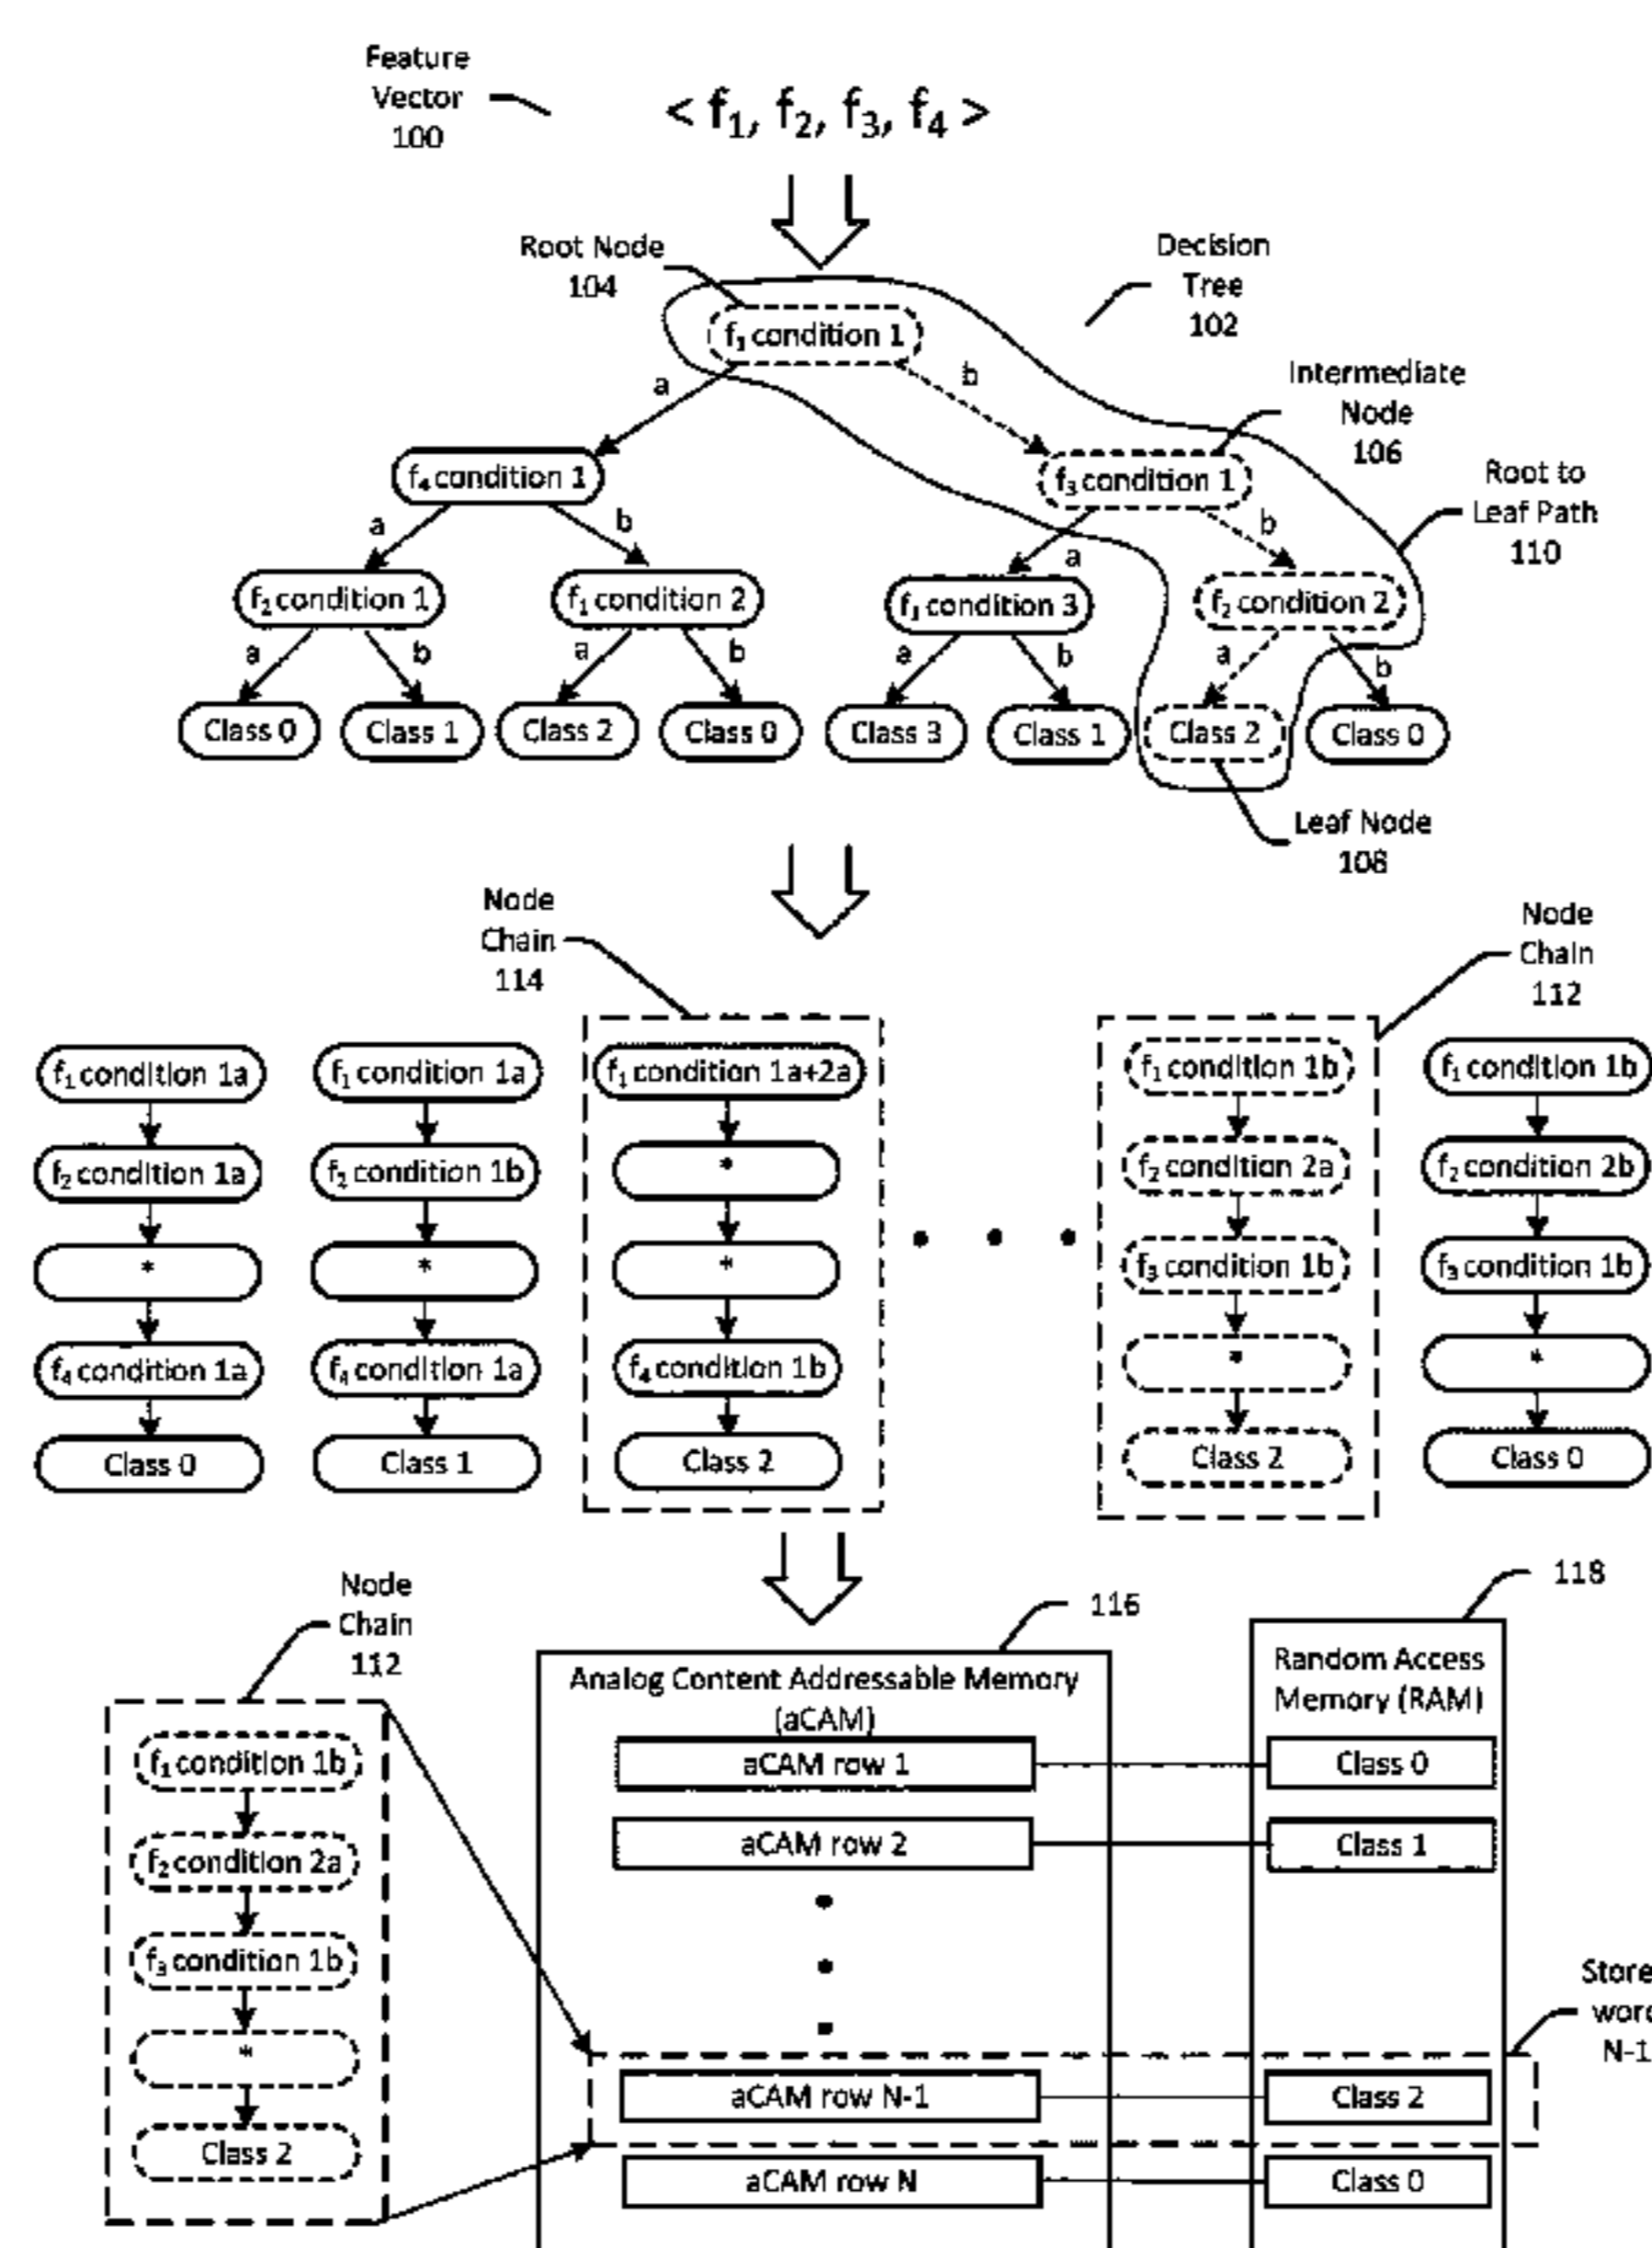 Feature
Vector
100
< f₁, f₂, f₃, f₄ >
Root Node
104
Decision
Tree
102
f₁ condition 1
a
b
Intermediate
Node
106
f₄ condition 1
f₃ condition 1
Root to
Leaf Path
110
a
b
a
b
f₂ condition 1
f₁ condition 2
f₁ condition 3
f₂ condition 2
a
b
a
b
a
b
a
b
Class 0
Class 1
Class 2
Class 0
Class 3
Class 1
Class 2
Class 0
Leaf Node
108
Node
Chain
114
Node
Chain
112
f₁ condition 1a
f₂ condition 1a
*
f₄ condition 1a
Class 0
f₁ condition 1a
f₂ condition 1b
*
f₄ condition 1a
Class 1
f₁ condition 1a+2a
*
*
f₄ condition 1b
Class 2
f₁ condition 1b
f₂ condition 2a
f₃ condition 1b
*
Class 2
f₁ condition 1b
f₂ condition 2b
f₃ condition 1b
*
Class 0
Node
Chain
112
f₁ condition 1b
f₂ condition 2a
f₃ condition 1b
*
Class 2
116
118
Analog Content Addressable Memory
(aCAM)
Random Access
Memory (RAM)
aCAM row 1
Class 0
aCAM row 2
Class 1
Store
wor
N-1
aCAM row N-1
Class 2
aCAM row N
Class 0